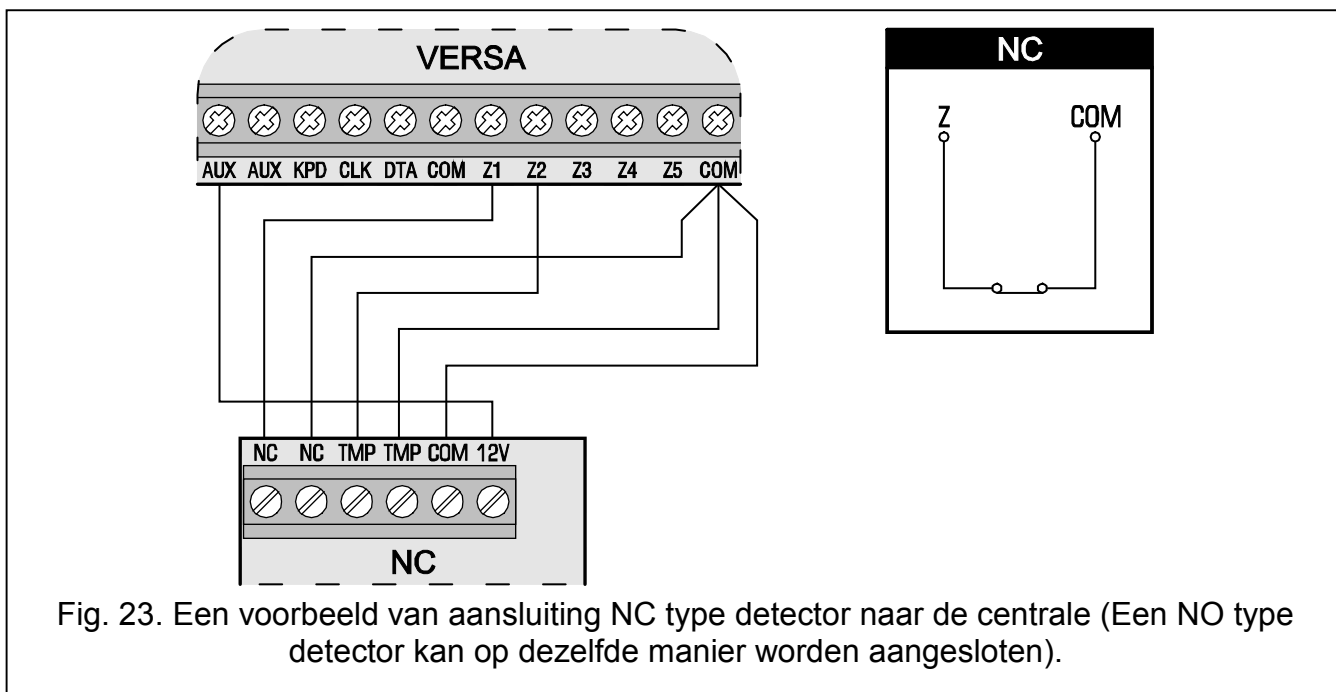 VERSA
AUX AUX KPD CLK DTA COM Z1 Z2 Z3 Z4 Z5 COM
NC
Z COM
NC NC TMP TMP COM 12V
NC
Fig. 23. Een voorbeeld van aansluiting NC type detector naar de centrale (Een NO type
detector kan op dezelfde manier worden aangesloten).